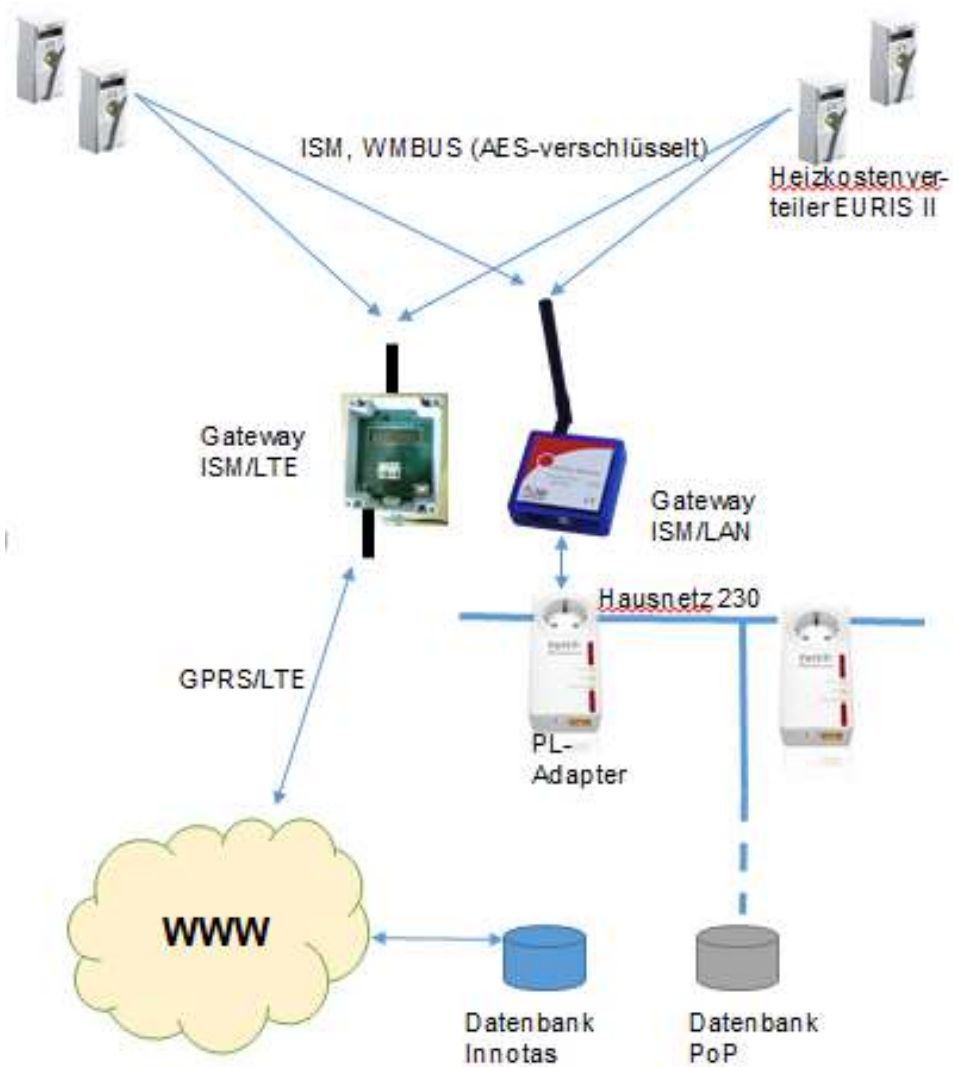 ISM, WMBUS (AES-verschlüsselt)
Heizkostenver-
teiler EURIS II
Gateway
ISM/LTE
Gateway
ISM/LAN
Hausnetz 230
GPRS/LTE
PL-
Adapter
WWW
Datenbank
Innotas
Datenbank
PoP